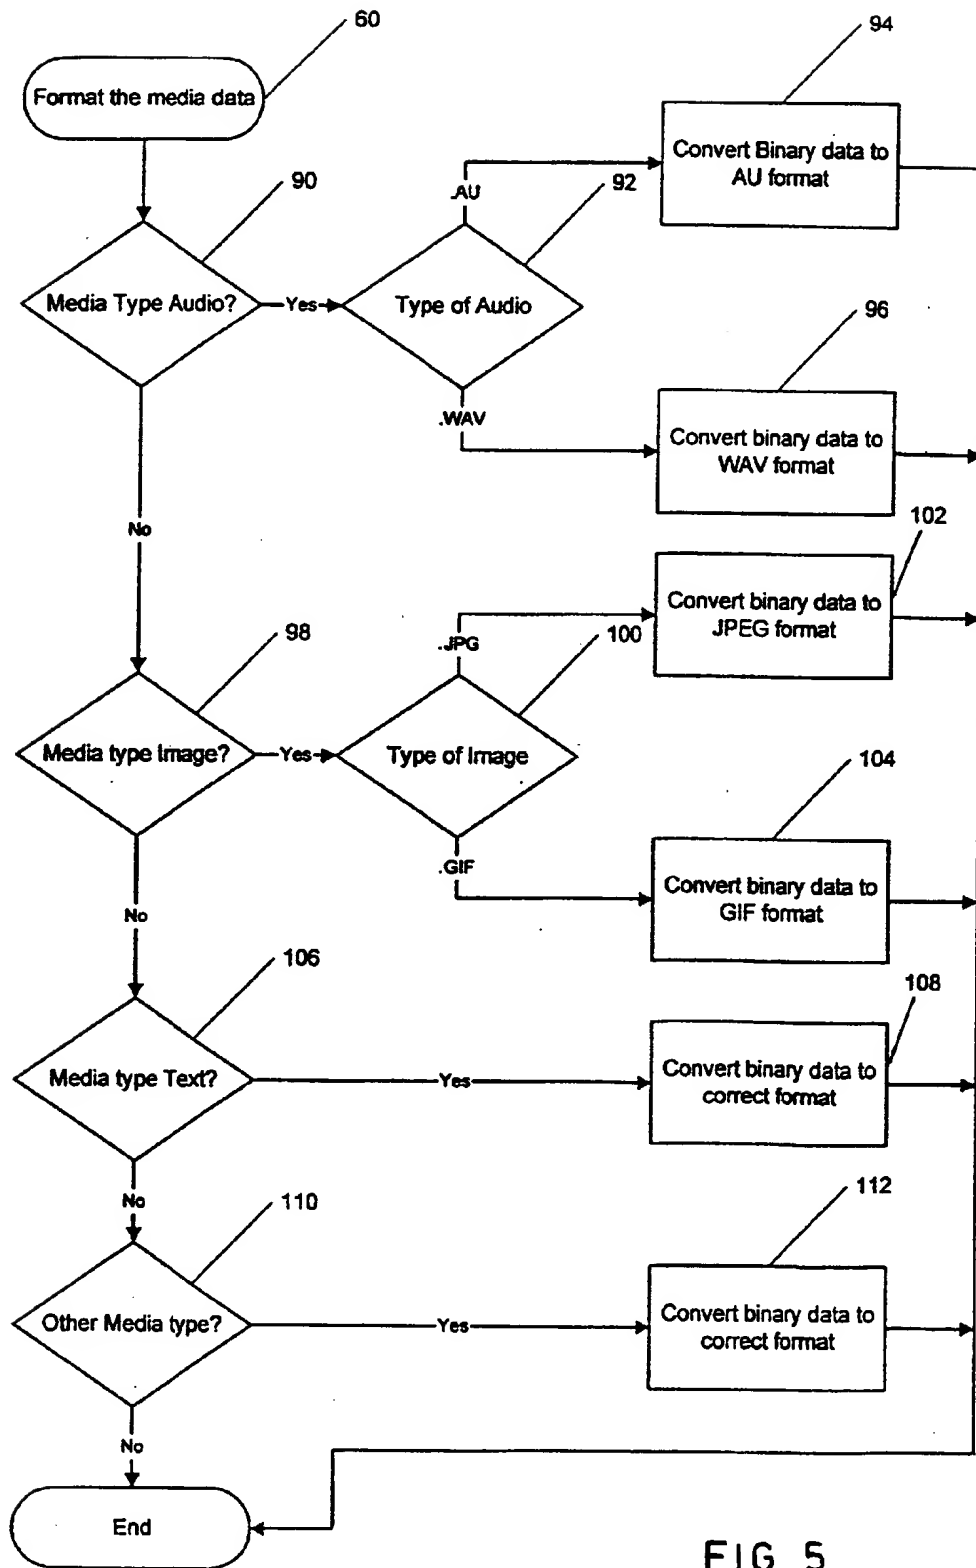 60
94
Format the media data
Convert Binary data to
AU format
90
92
.AU
Media Type Audio?
Yes
Type of Audio
96
.WAV
Convert binary data to
WAV format
No
102
Convert binary data to
JPEG format
98
100
.JPG
Media type Image?
Yes
Type of Image
104
.GIF
Convert binary data to
GIF format
No
106
108
Media type Text?
Yes
Convert binary data to
correct format
No
110
112
Other Media type?
Yes
Convert binary data to
correct format
No
End
FIG 5